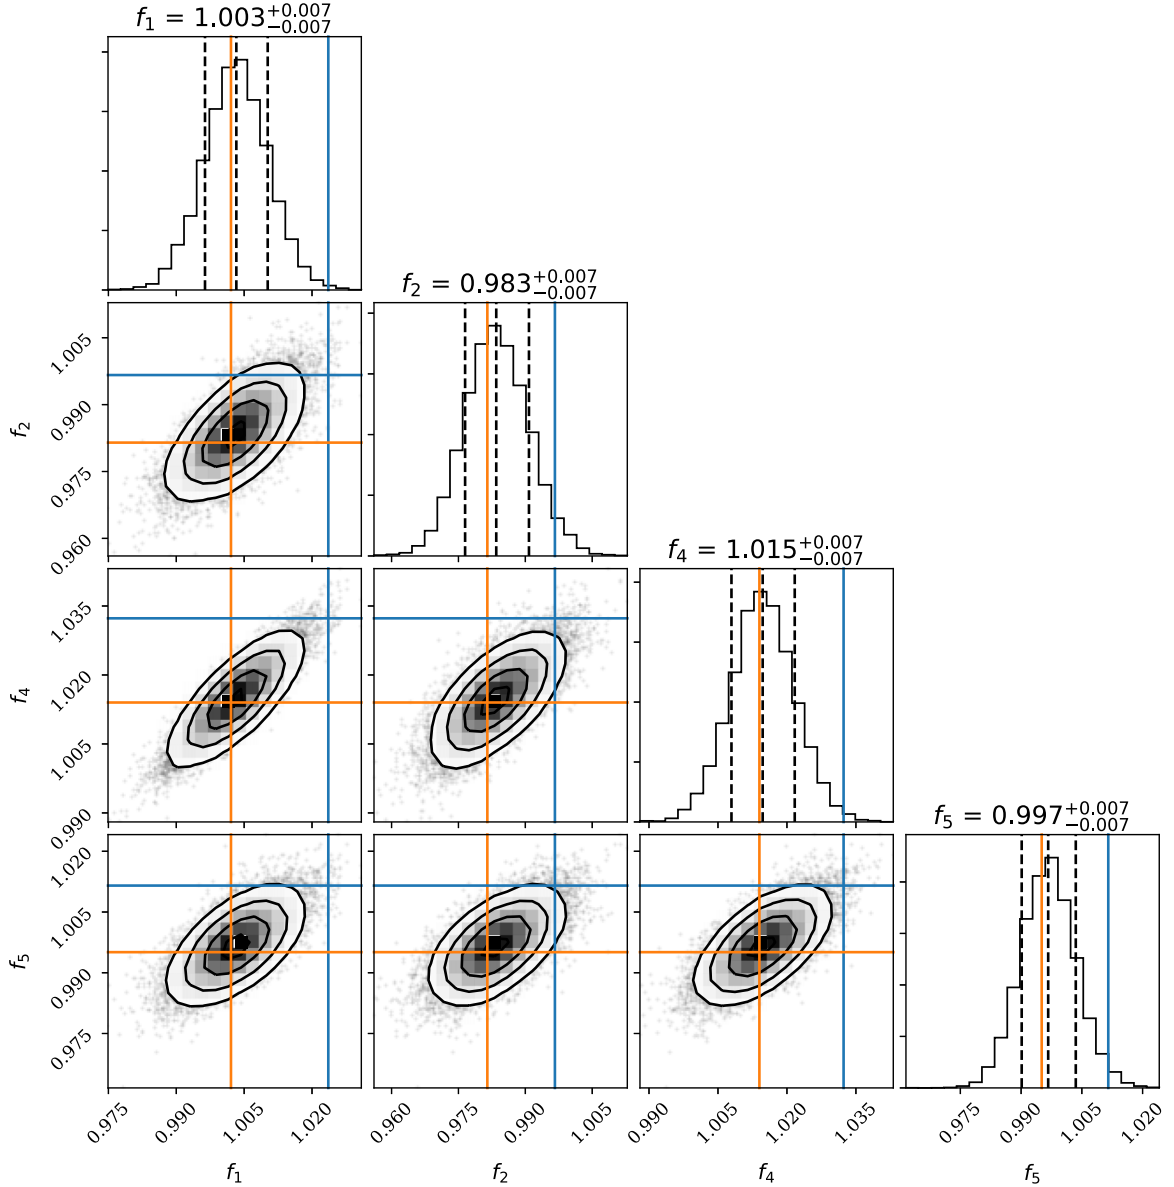 f1 = 1.003+0.007 −0.007
f2 = 0.983+0.007 −0.007
1.005
0.990
0.975
0.960
f2
f4 = 1.015+0.007 −0.007
1.035
1.020
1.005
0.990
f4
f5 = 0.997+0.007 −0.007
1.020
1.005
0.990
0.975
f5
0.975 0.990 1.005 1.020
0.960 0.975 0.990 1.005
0.990 1.005 1.020 1.035
0.975 0.990 1.005 1.020
f1 f2 f4 f5